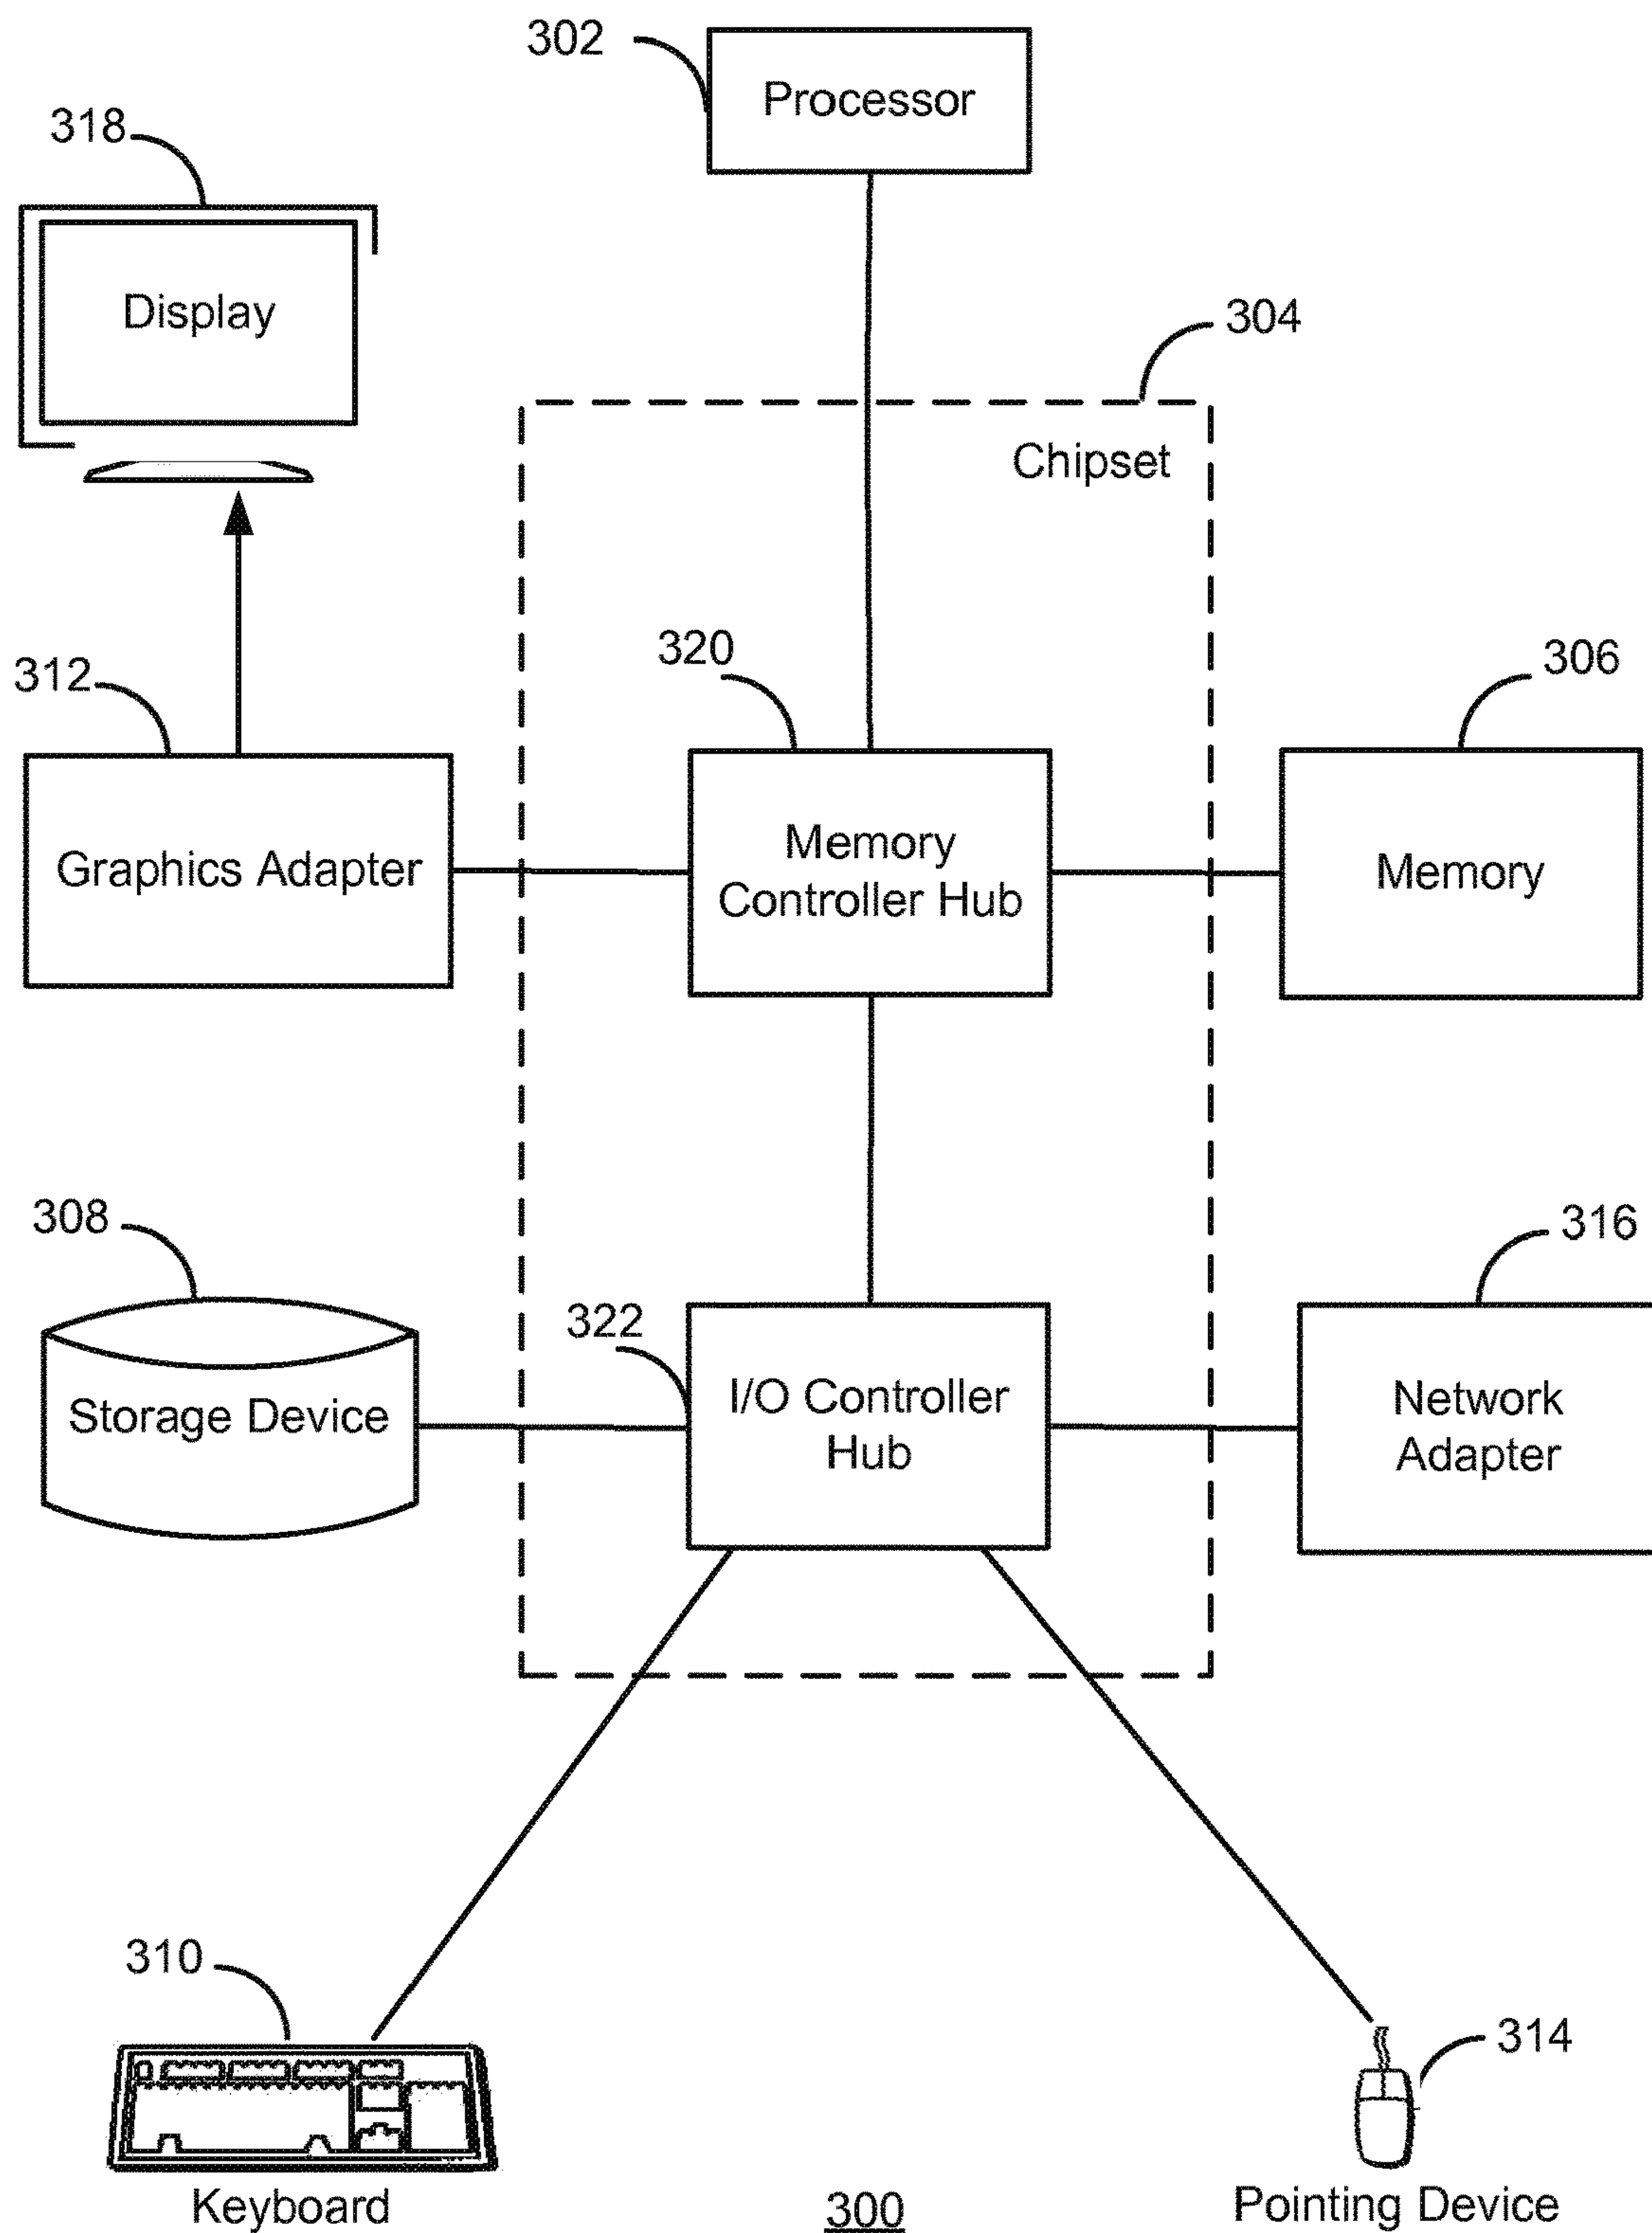 302
Processor
318
Display
304
Chipset
320
306
312
Graphics Adapter
Memory
Controller Hub
Memory
308
316
322
Storage Device
I/O Controller
Hub
Network
Adapter
310
314
Keyboard
300
Pointing Device